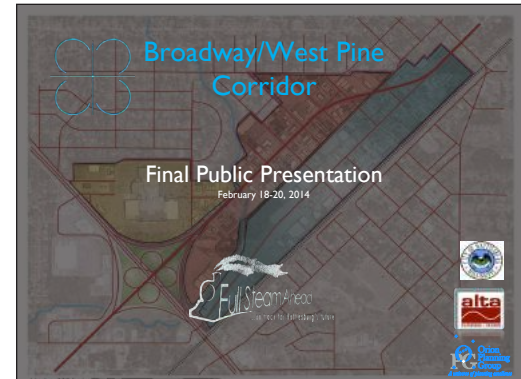 Broadway/West Pine
Corridor
Final Public Presentation
February 18-20, 2014
Full Steam Ahead
alta
Orion
Planning
Group